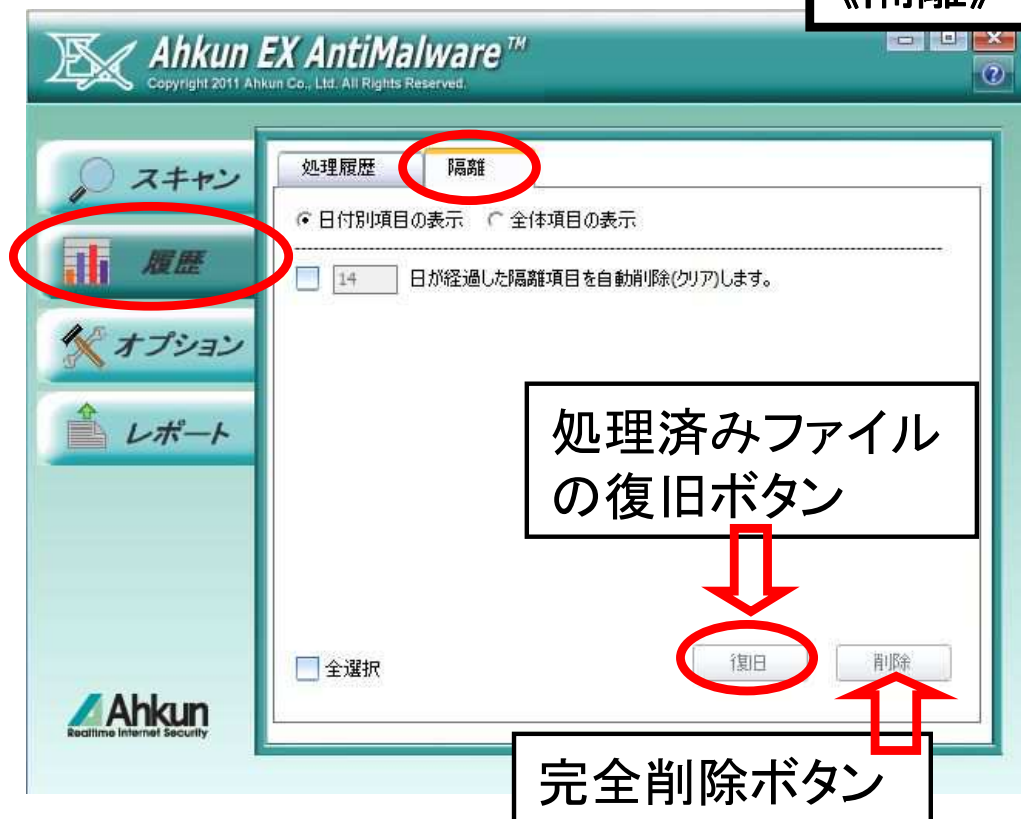 《隔離》
Ahkun EX AntiMalware™
Copyright 2011 Ahkun Co., Ltd. All Rights Reserved.
スキャン
履歴
オプション
レポート
処理履歴 隔離
日付別項目の表示 全体項目の表示
14 日が経過した隔離項目を自動削除(クリア)します。
処理済みファイル
の復旧ボタン
全選択 復旧 削除
Ahkun
Realtime Internet Security
完全削除ボタン